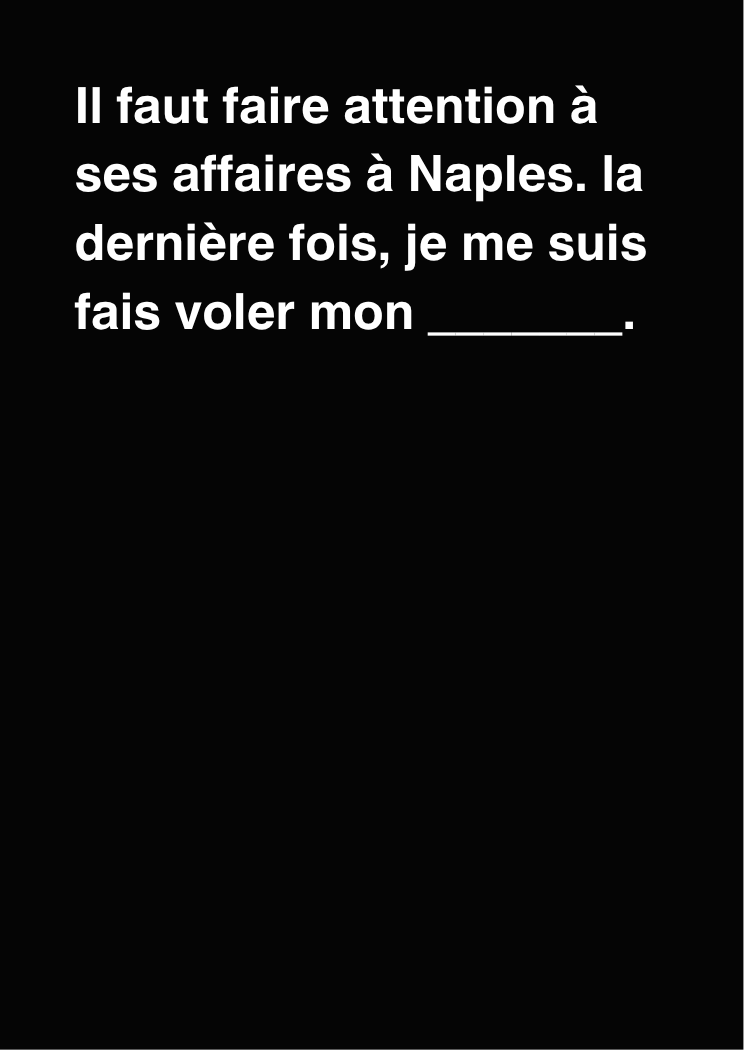 Il faut faire attention à
ses affaires à Naples. la
dernière fois, je me suis
fais voler mon _______.